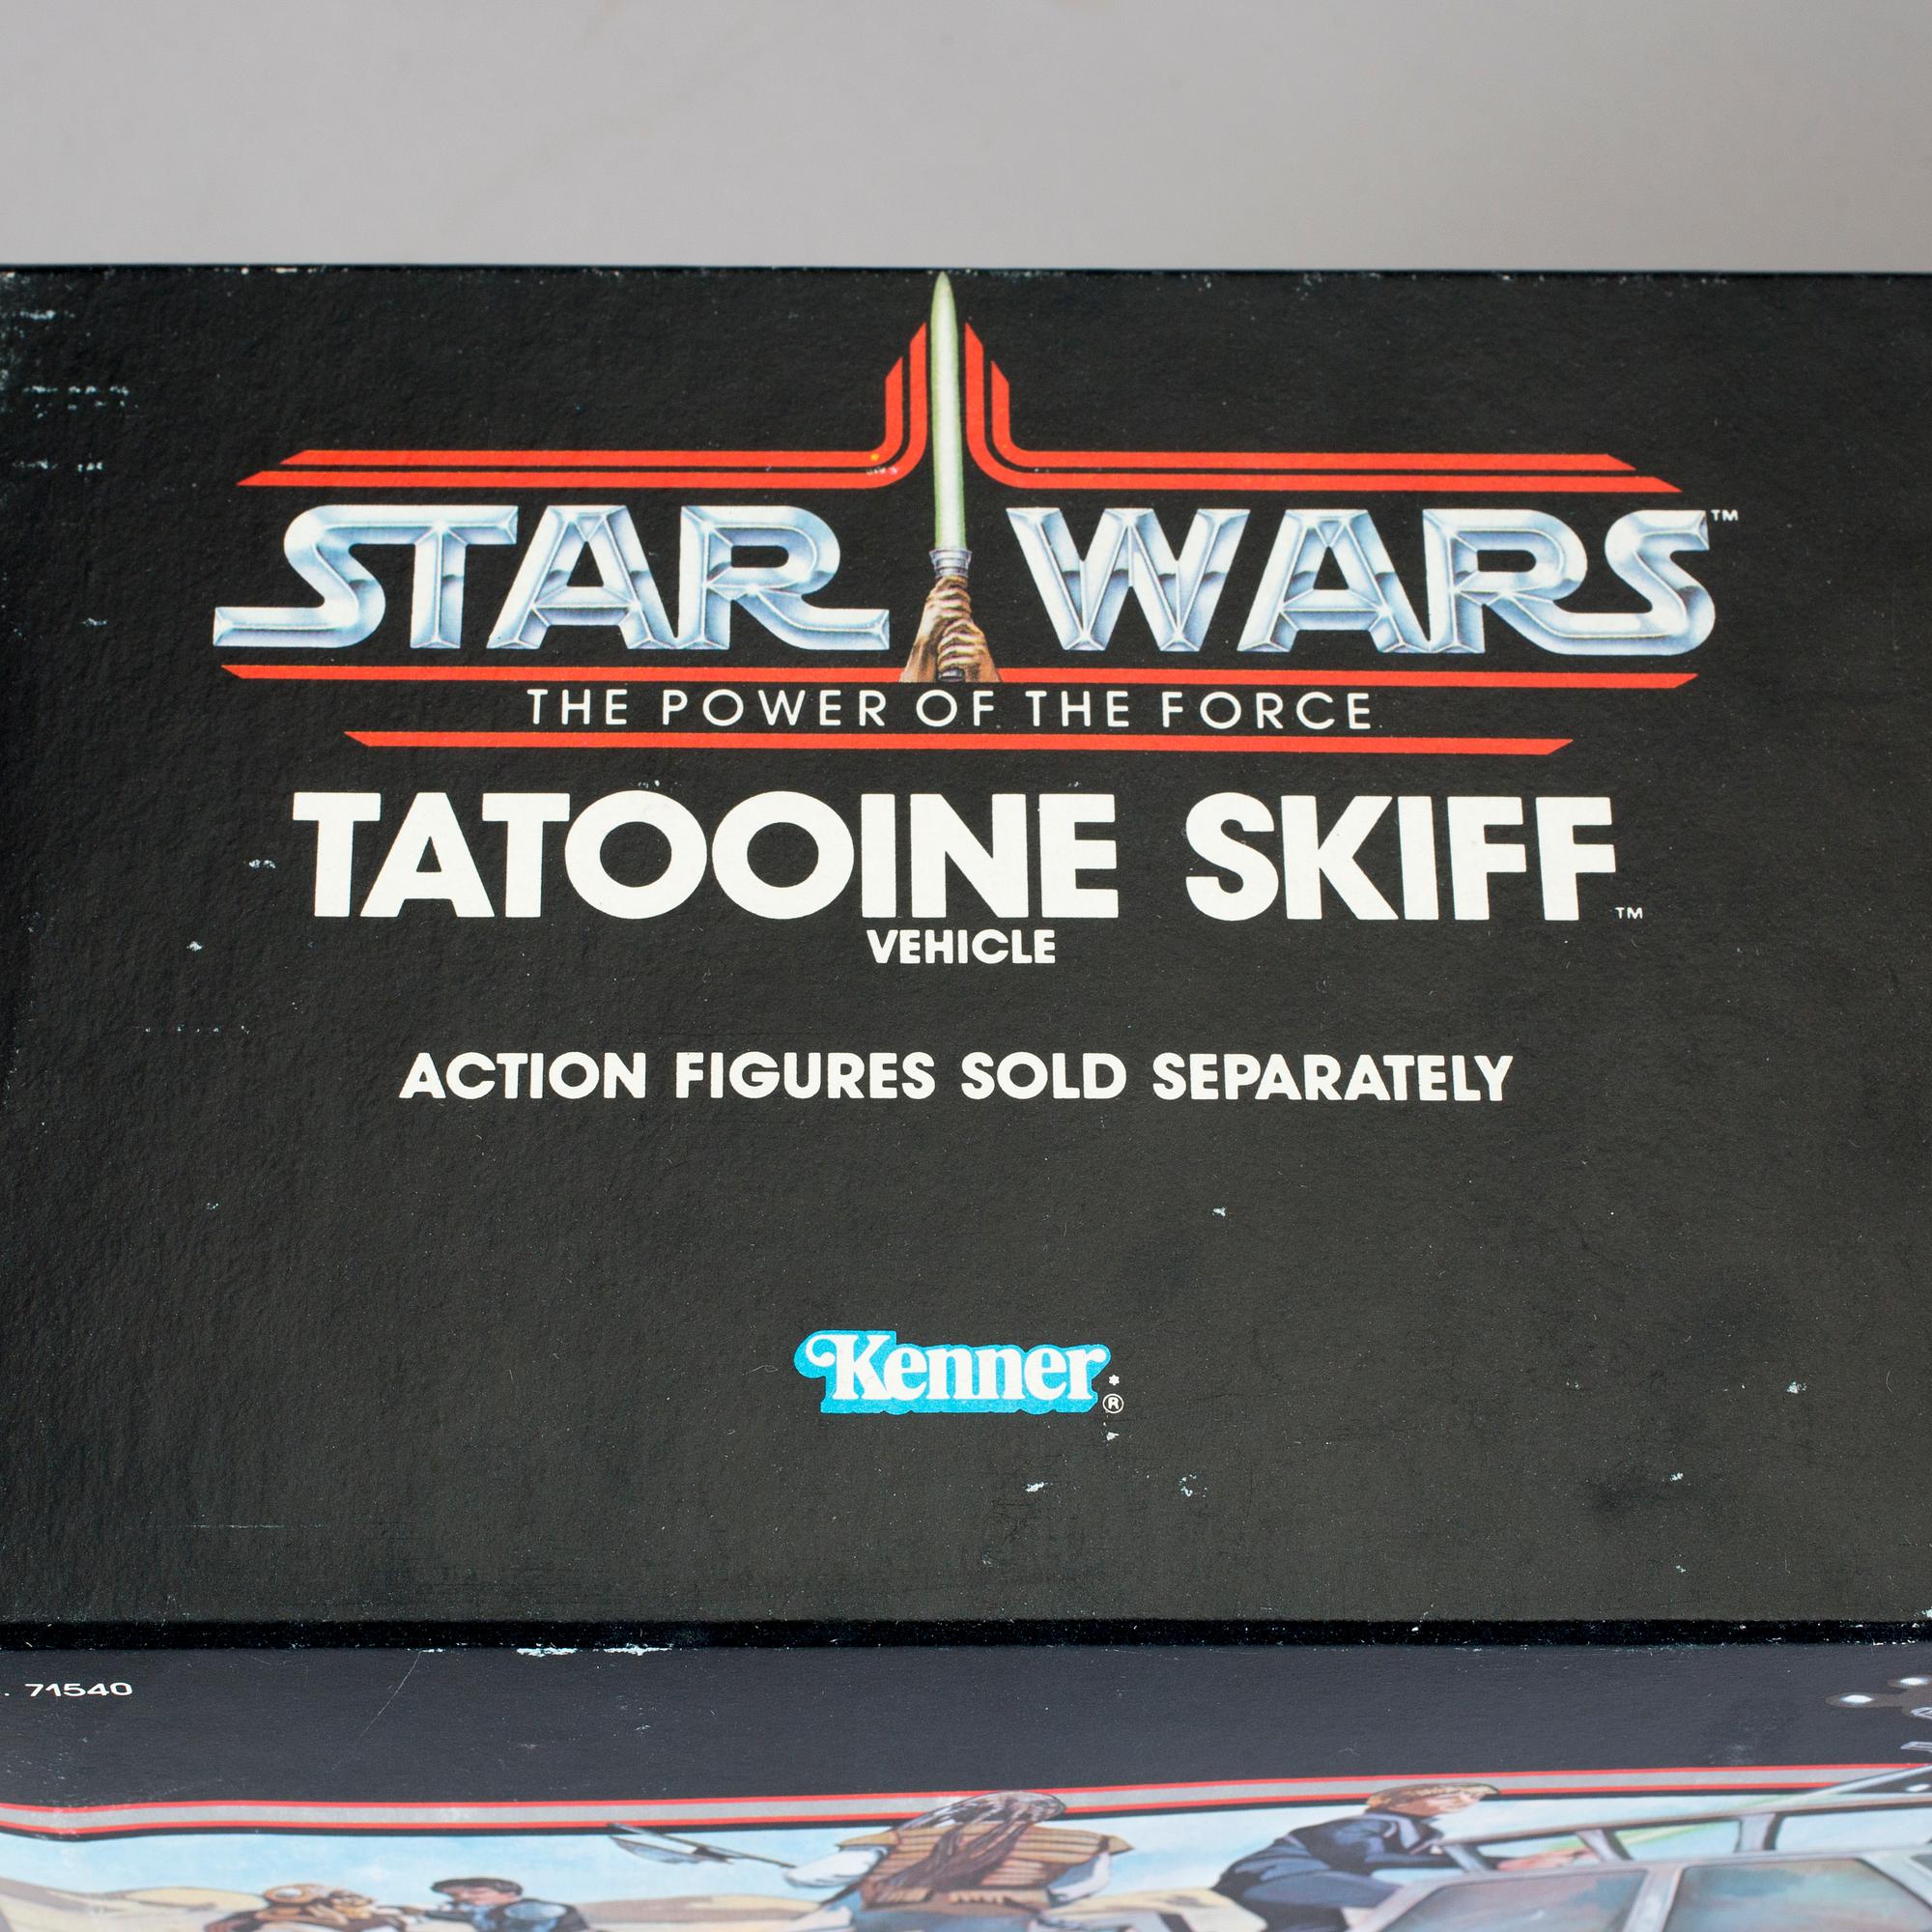 STAR WARS™
THE POWER OF THE FORCE
TATOOINE SKIFF™
VEHICLE
ACTION FIGURES SOLD SEPARATELY
Kenner®
. 71540